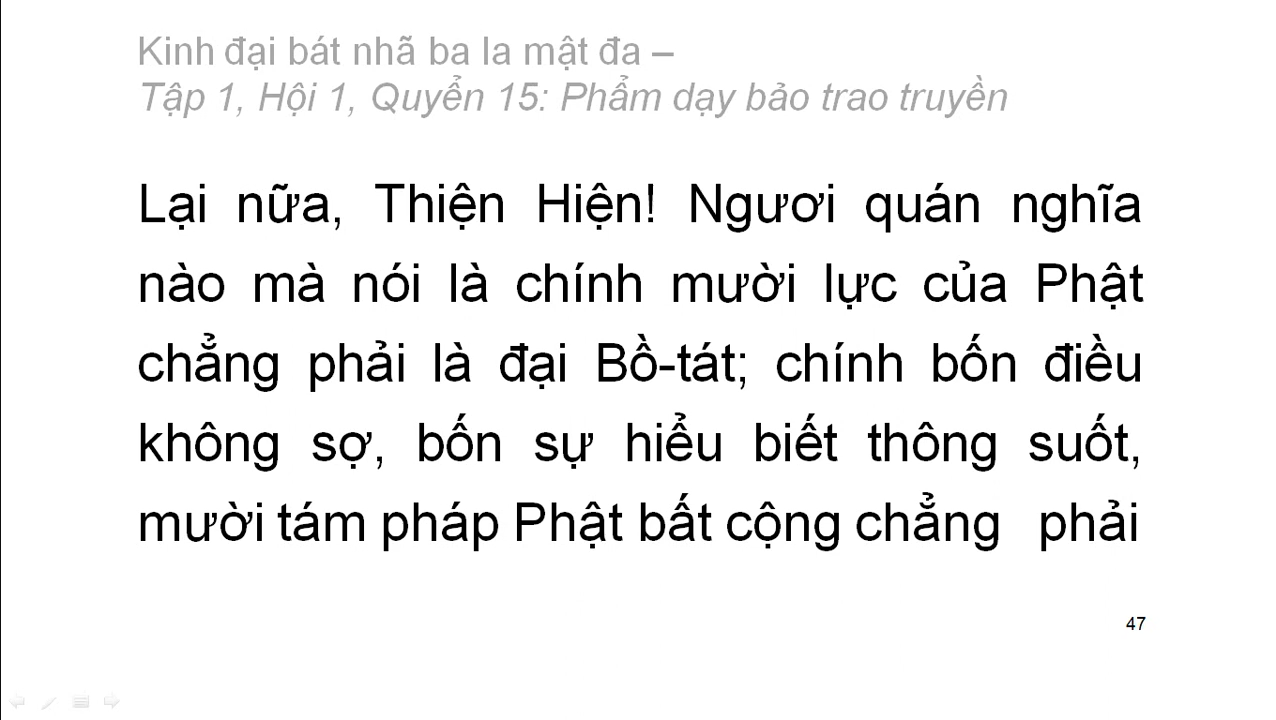 Kinh đại bát nhã ba la mật đa –
Tập 1, Hội 1, Quyển 15: Phẩm dạy bảo trao truyền
Lại nữa, Thiện Hiện! Ngươi quán nghĩa
nào mà nói là chính mười lực của Phật
chẳng phải là đại Bồ-tát; chính bốn điều
không sợ, bốn sự hiểu biết thông suốt,
mười tám pháp Phật bất cộng chẳng phải
47